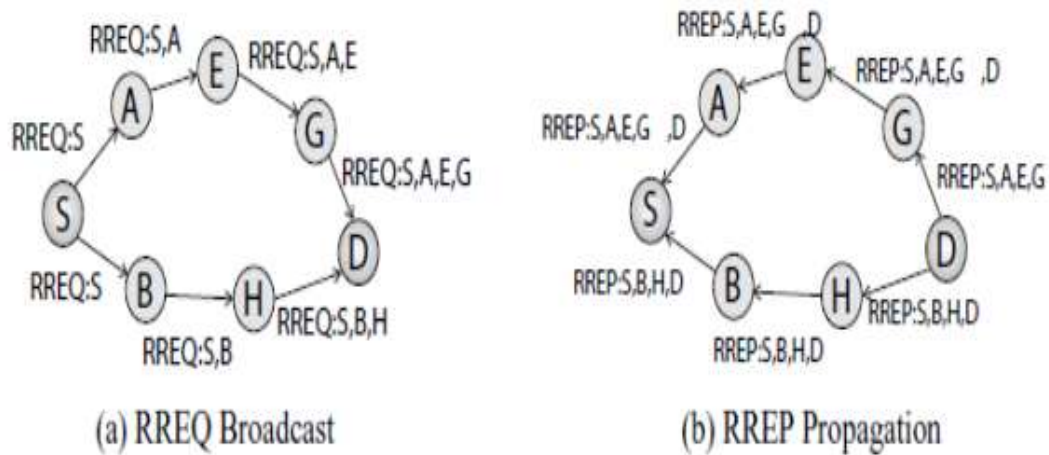 RREQ:S,A
E
RREQ:S,A,E
A
G
RREQ:S
RREQ:S,A,E,G
S
D
RREQ:S
B
H
RREQ:S,B,H
RREQ:S,B
(a) RREQ Broadcast
RREP:S,A,E,G ,D
E
RREP:S,A,E,G ,D
A
G
RREP:S,A,E,G ,D
RREP:S,A,E,G
S
D
RREP:S,B,H,D
B
H
RREP:S,B,H,D
RREP:S,B,H,D
(b) RREP Propagation